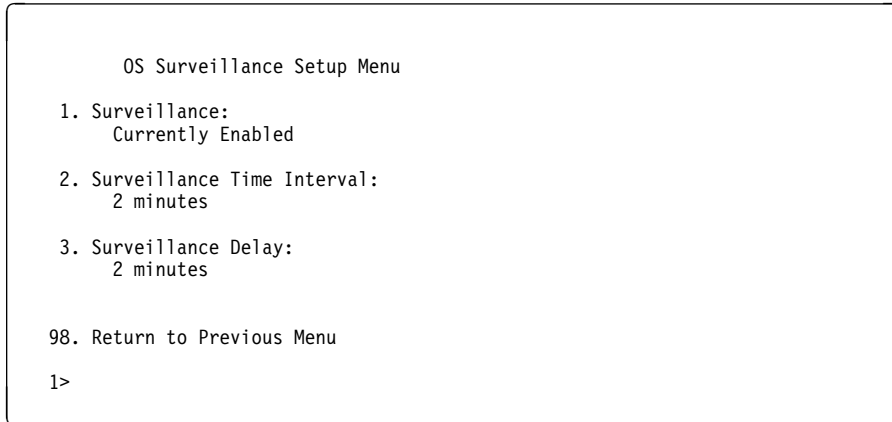 OS Surveillance Setup Menu
1. Surveillance:
Currently Enabled
2. Surveillance Time Interval:
2 minutes
3. Surveillance Delay:
2 minutes
98. Return to Previous Menu
1>